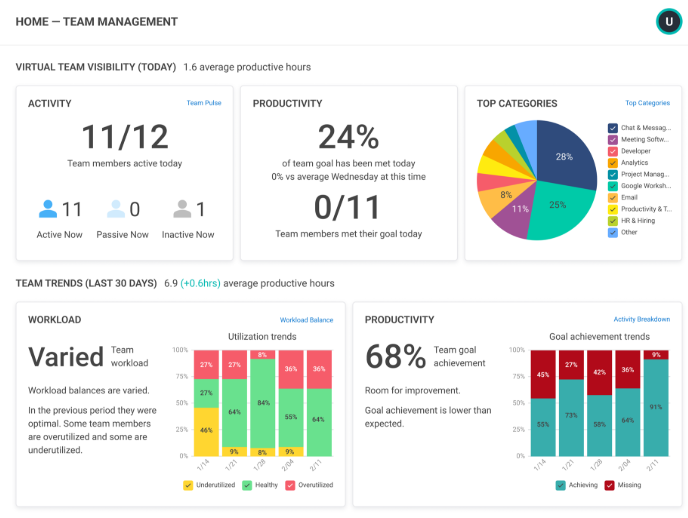 HOME — TEAM MANAGEMENT
U
VIRTUAL TEAM VISIBILITY (TODAY) 1.6 average productive hours
ACTIVITY
Team Pulse
11/12
Team members active today
11
0
1
Active Now
Passive Now
Inactive Now
PRODUCTIVITY
24%
of team goal has been met today
0% vs average Wednesday at this time
0/11
Team members met their goal today
TOP CATEGORIES
Top Categories
28%
25%
11%
8%
Chat & Messag...
Meeting Softw...
Developer
Analytics
Project Manag...
Google Worksh...
Email
Productivity & T...
HR & Hiring
Other
TEAM TRENDS (LAST 30 DAYS) 6.9 (+0.6hrs) average productive hours
WORKLOAD
Workload Balance
Varied Team workload
Workload balances are varied.
In the previous period they were
optimal. Some team members
are overutilized and some are
underutilized.
Utilization trends
100%
75%
50%
25%
0%
27%
27%
46%
27%
64%
9%
8%
84%
8%
36%
55%
9%
36%
64%
1/14
1/21
1/28
2/04
2/11
Underutilized
Healthy
Overutilized
PRODUCTIVITY
Activity Breakdown
68% Team goal achievement
Room for improvement.
Goal achievement is lower than
expected.
Goal achievement trends
100%
75%
50%
25%
0%
45%
55%
27%
73%
42%
58%
36%
64%
9%
91%
1/14
1/21
1/28
2/04
2/11
Achieving
Missing